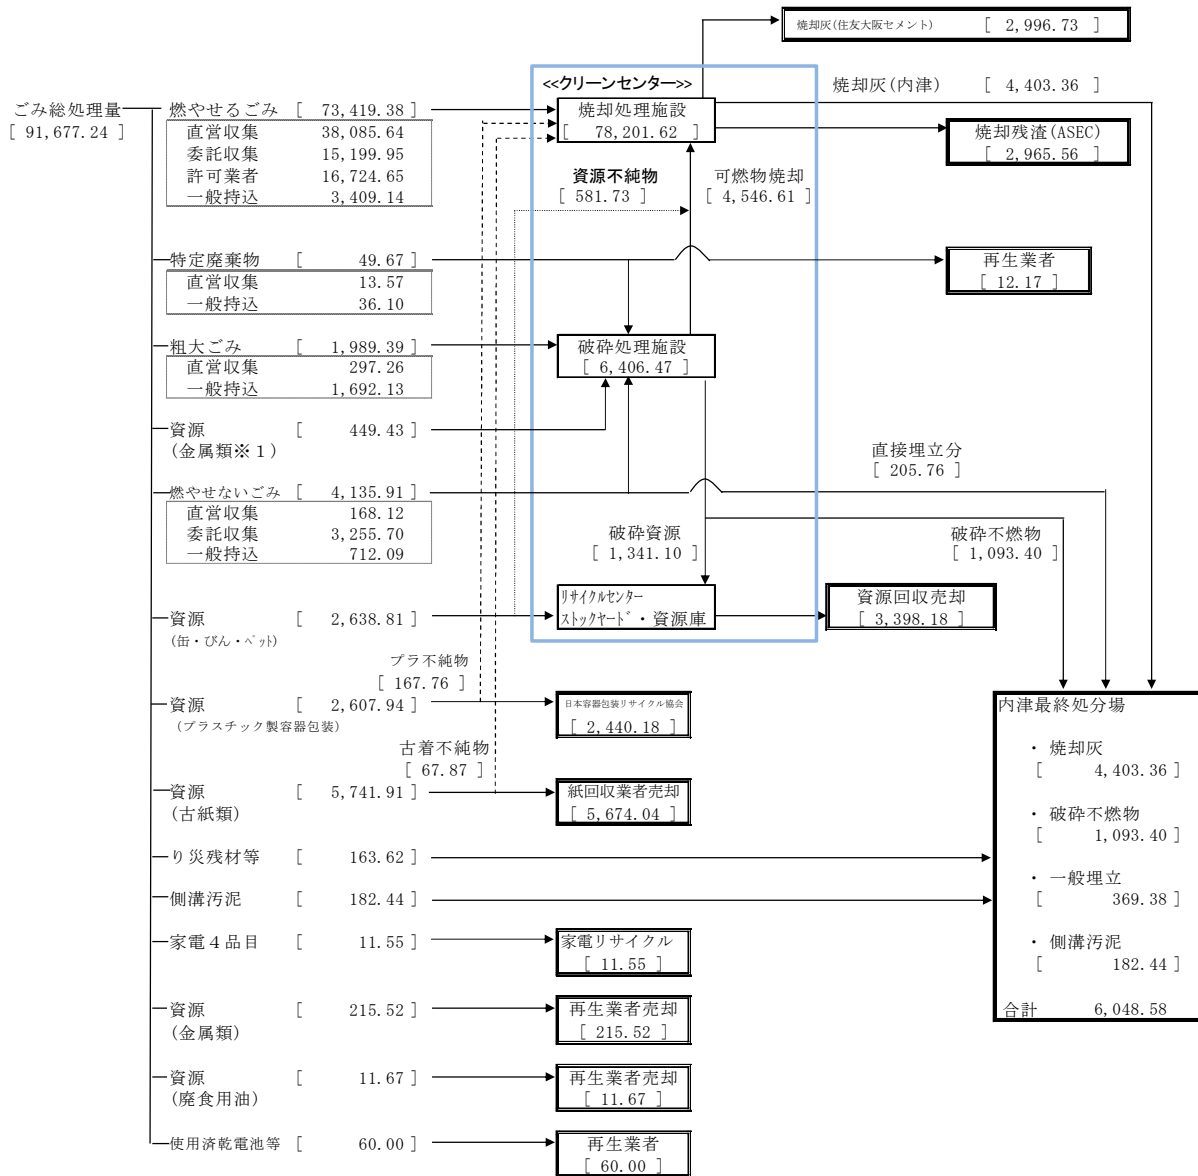 焼却灰(住友大阪セメント) [ 2,996.73 ]
<<クリーンセンター>>
焼却灰(内津) [ 4,403.36 ]
ごみ総処理量
[ 91,677.24 ]
燃やせるごみ [ 73,419.38 ]
直営収集 38,085.64
委託収集 15,199.95
許可業者 16,724.65
一般持込 3,409.14
焼却処理施設
[ 78,201.62 ]
焼却残渣(ASEC)
[ 2,965.56 ]
資源不純物
[ 581.73 ]
可燃物焼却
[ 4,546.61 ]
特定廃棄物 [ 49.67 ]
直営収集 13.57
一般持込 36.10
再生業者
[ 12.17 ]
粗大ごみ [ 1,989.39 ]
直営収集 297.26
一般持込 1,692.13
破砕処理施設
[ 6,406.47 ]
資源 [ 449.43 ]
(金属類※1)
直接埋立分
[ 205.76 ]
燃やせないごみ [ 4,135.91 ]
直営収集 168.12
委託収集 3,255.70
一般持込 712.09
破砕資源
[ 1,341.10 ]
破砕不燃物
[ 1,093.40 ]
資源 [ 2,638.81 ]
(缶・びん・ペット)
リサイクルセンター
ストックヤード・資源庫
資源回収売却
[ 3,398.18 ]
プラ不純物
[ 167.76 ]
資源 [ 2,607.94 ]
(プラスチック製容器包装)
日本容器包装リサイクル協会
[ 2,440.18 ]
古着不純物
[ 67.87 ]
資源 [ 5,741.91 ]
(古紙類)
紙回収業者売却
[ 5,674.04 ]
り災残材等 [ 163.62 ]
側溝汚泥 [ 182.44 ]
家電4品目 [ 11.55 ]
家電リサイクル
[ 11.55 ]
資源 [ 215.52 ]
(金属類)
再生業者売却
[ 215.52 ]
資源 [ 11.67 ]
(廃食用油)
再生業者売却
[ 11.67 ]
使用済乾電池等 [ 60.00 ]
再生業者
[ 60.00 ]
内津最終処分場
・ 焼却灰
[ 4,403.36 ]
・ 破砕不燃物
[ 1,093.40 ]
・ 一般埋立
[ 369.38 ]
・ 側溝汚泥
[ 182.44 ]
合計 6,048.58